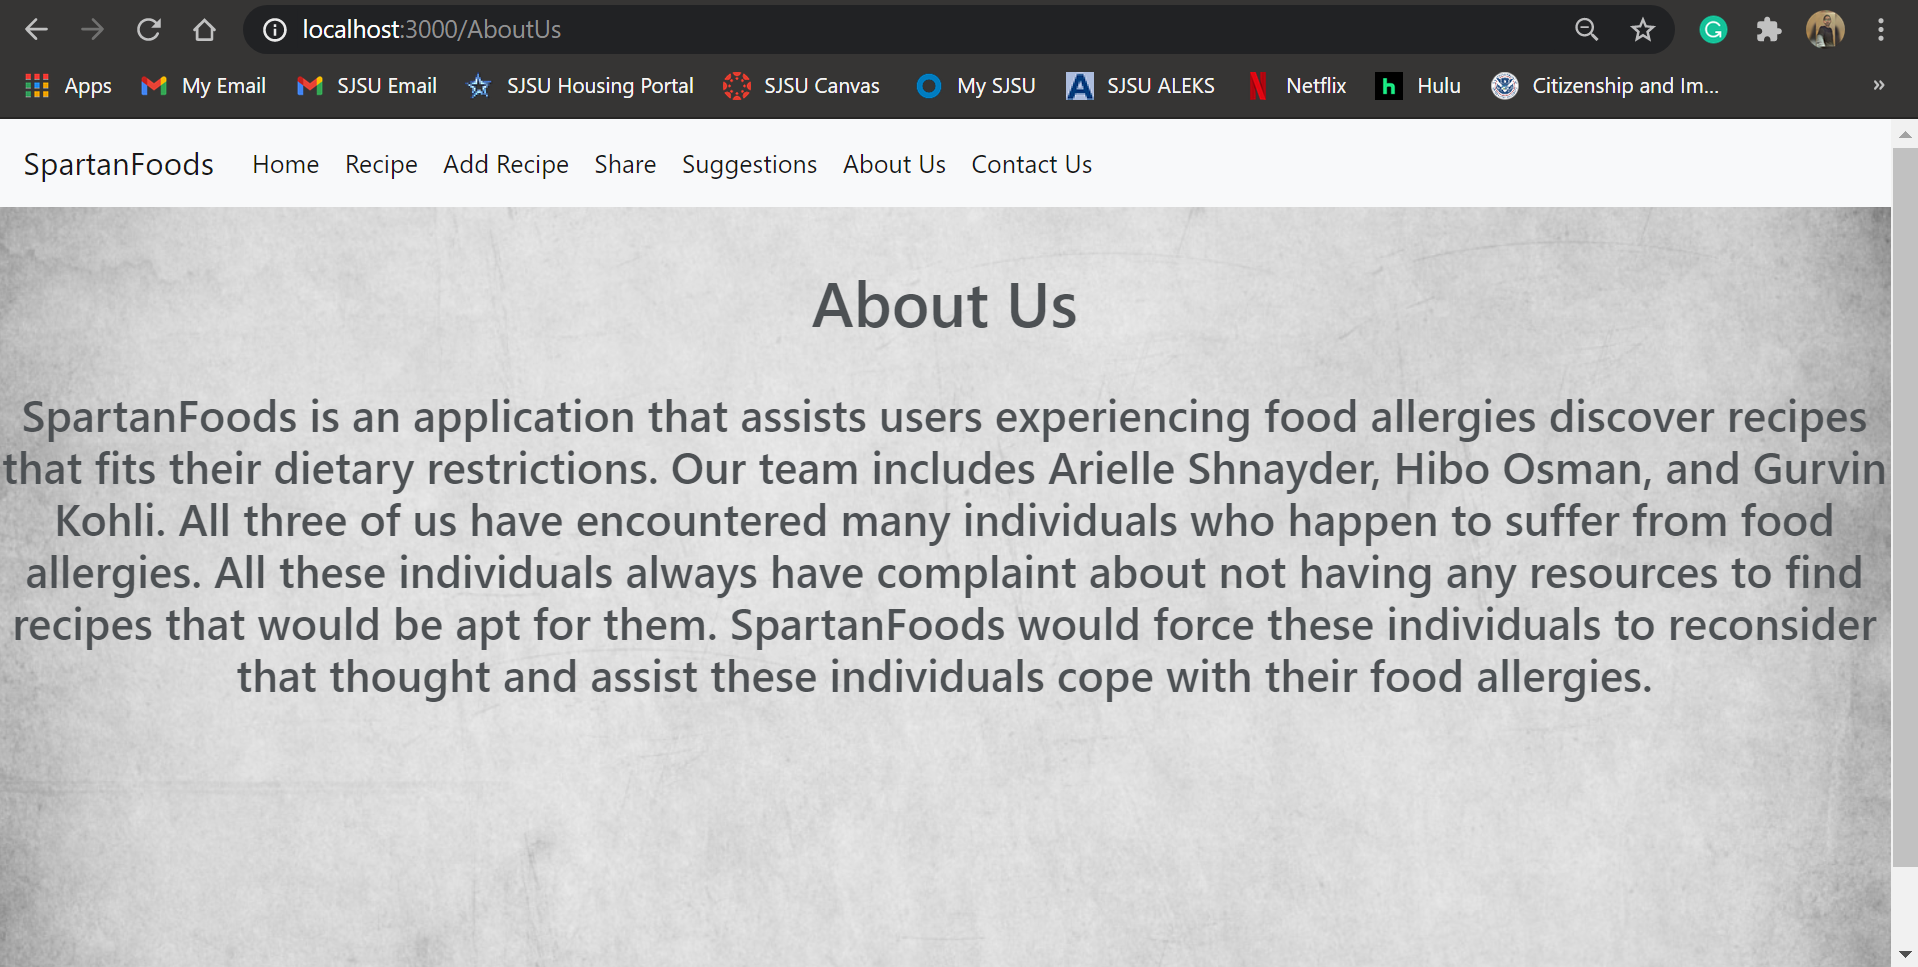 localhost:3000/AboutUs
Apps My Email SJSU Email SJSU Housing Portal SJSU Canvas My SJSU SJSU ALEKS Netflix Hulu Citizenship and Im... »
SpartanFoods Home Recipe Add Recipe Share Suggestions About Us Contact Us
About Us
SpartanFoods is an application that assists users experiencing food allergies discover recipes
that fits their dietary restrictions. Our team includes Arielle Shnayder, Hibo Osman, and Gurvin
Kohli. All three of us have encountered many individuals who happen to suffer from food
allergies. All these individuals always have complaint about not having any resources to find
recipes that would be apt for them. SpartanFoods would force these individuals to reconsider
that thought and assist these individuals cope with their food allergies.